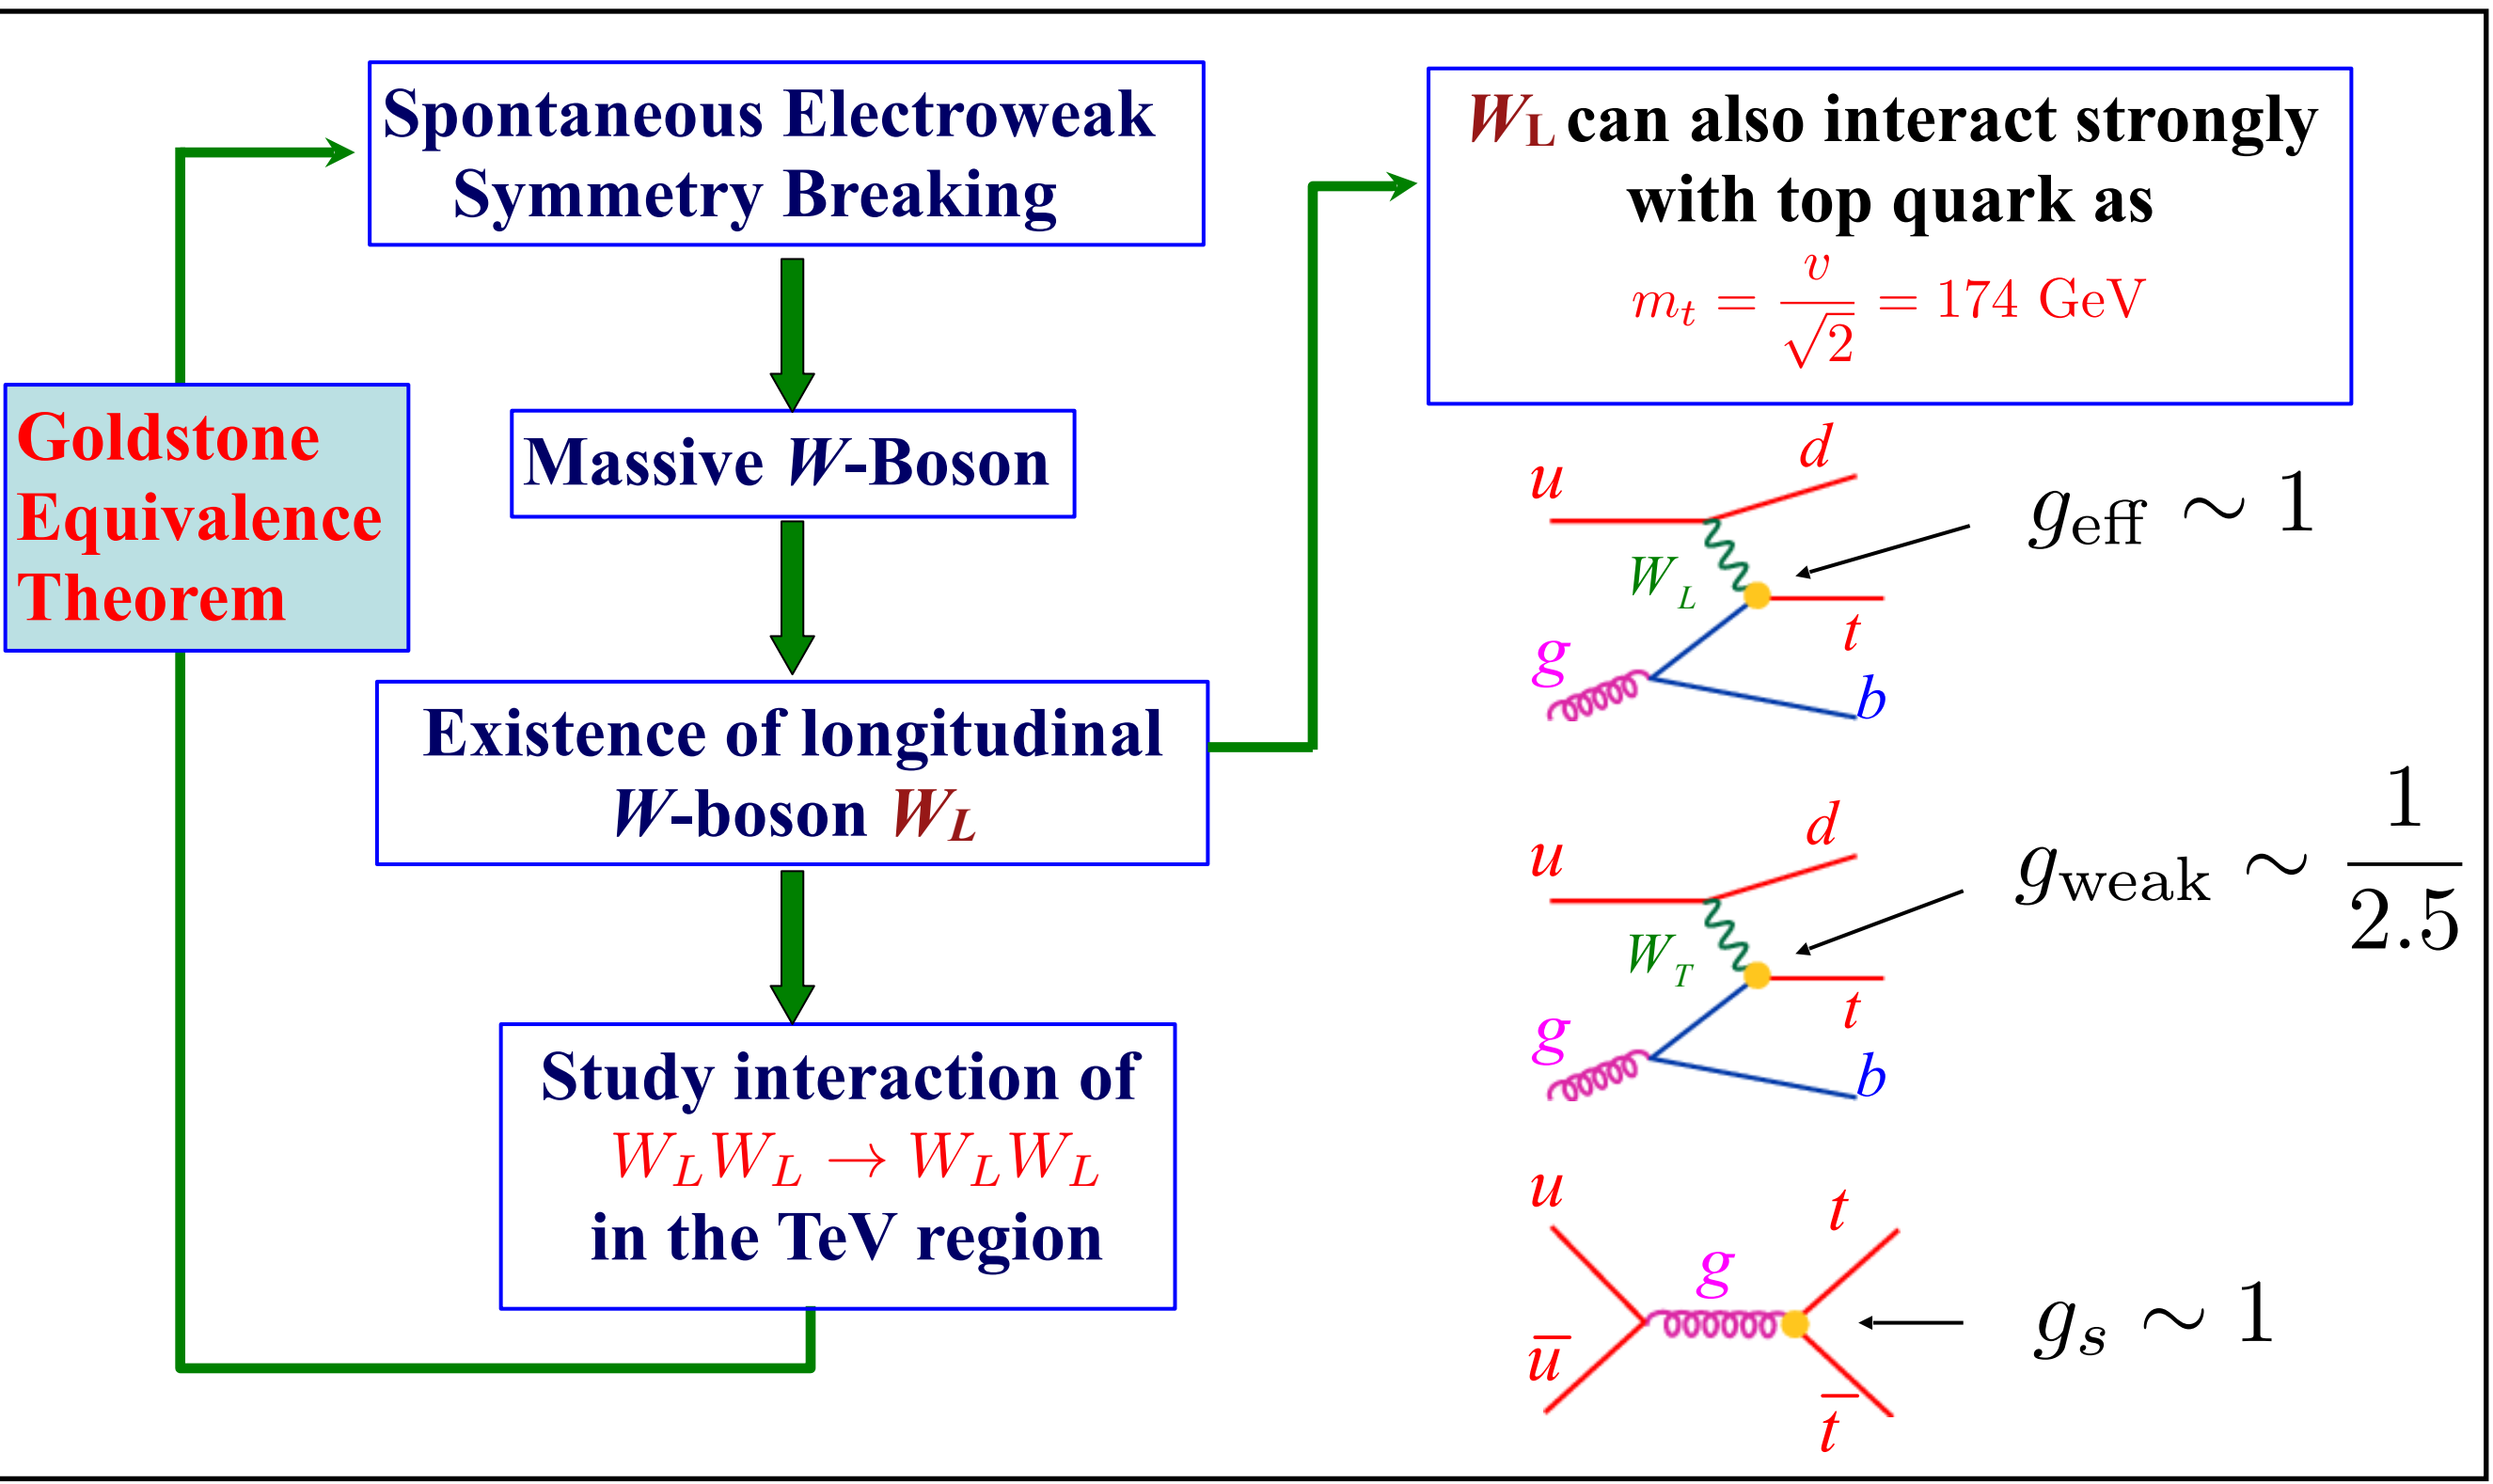 Spontaneous Electroweak
Symmetry Breaking
Goldstone
Equivalence
Theorem
Massive W-Boson
Existence of longitudinal
W-boson W_L
Study interaction of
W_L W_L → W_L W_L
in the TeV region
W_L can also interact strongly
with top quark as
m_t = v/√2 = 174 GeV
u
d
W_L
g
t
b
g_eff ∼ 1
u
d
W_T
g
t
b
g_weak ∼ 1/2.5
u
t
g
u̅
t̅
g_s ∼ 1